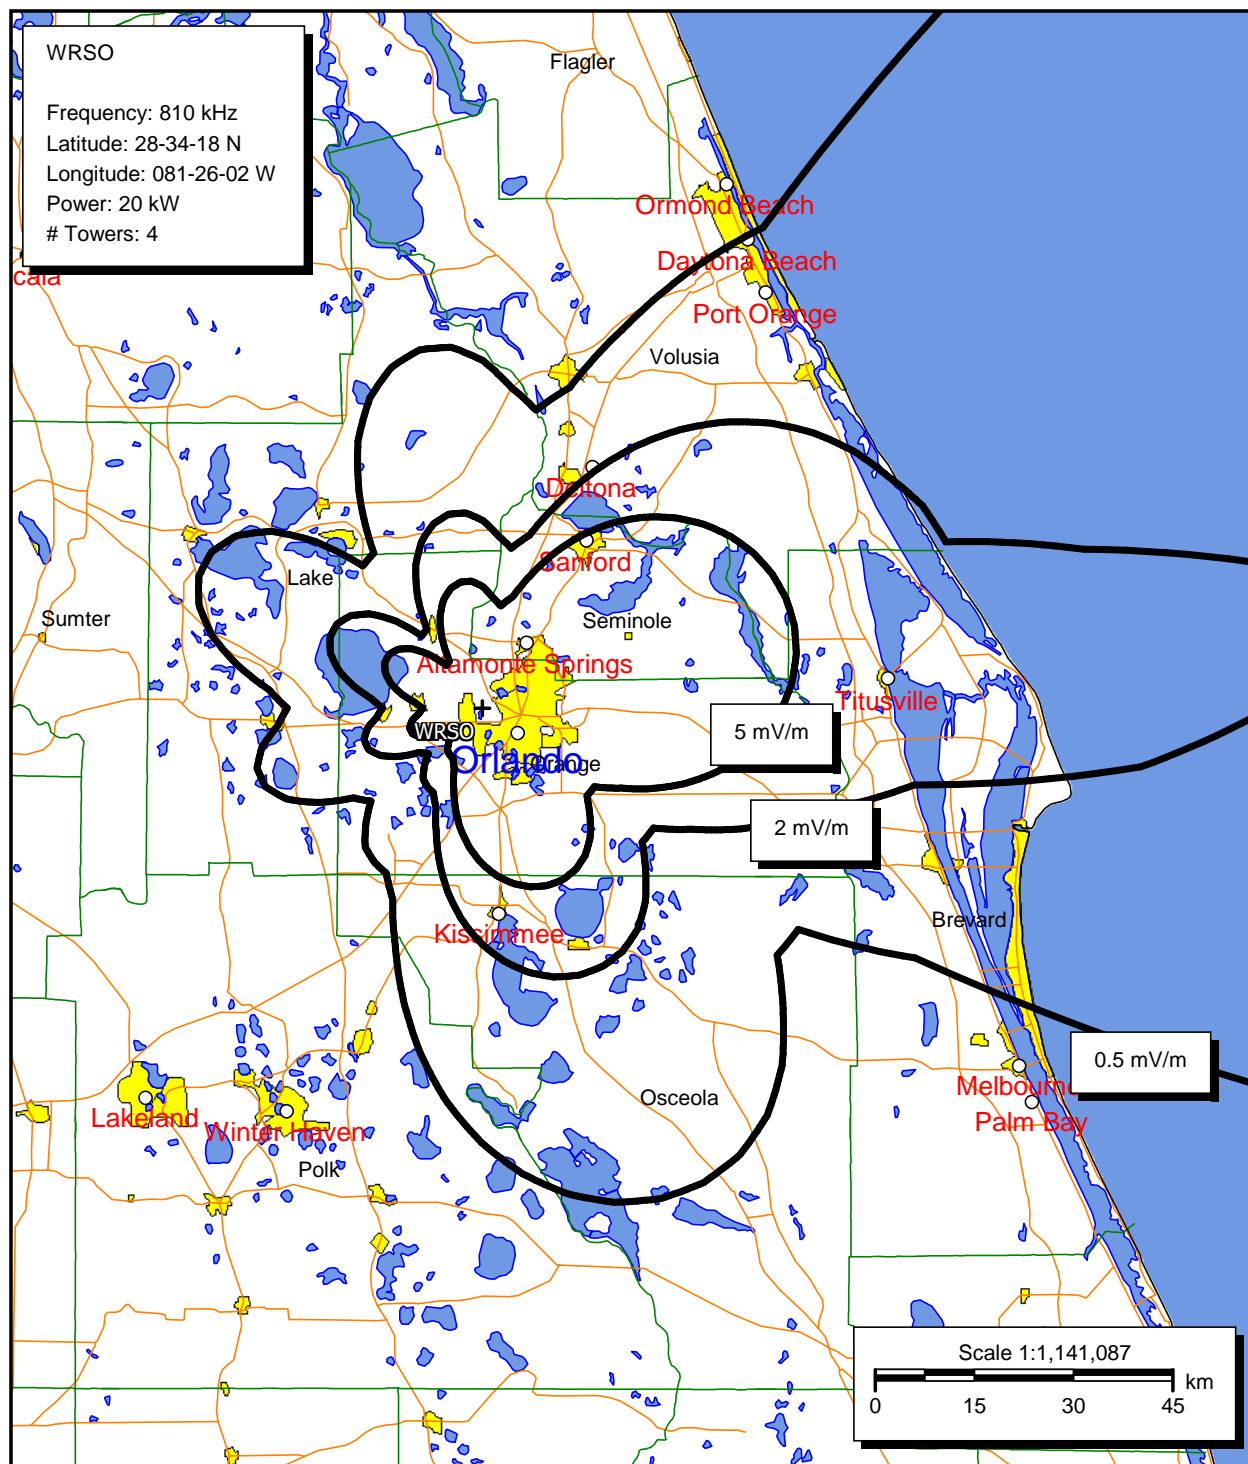 WRSO
Frequency: 810 kHz
Latitude: 28-34-18 N
Longitude: 081-26-02 W
Power: 20 kW
# Towers: 4
Flagler
Ormond Beach
Daytona Beach
cala
Port Orange
Volusia
Deltona
Sanford
Lake
Sumter
Seminole
Altamonte Springs
Titusville
WRSO
5 mV/m
Orlando
Orange
2 mV/m
Brevard
Kissimmee
0.5 mV/m
Melbourne
Osceola
Lakeland
Palm Bay
Winter Haven
Polk
Scale 1:1,141,087
km
0 15 30 45